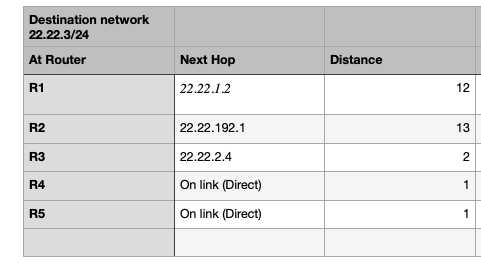 Destination network
22.22.3/24
At Router Next Hop Distance
R1 22.22.1.2 12
R2 22.22.192.1 13
R3 22.22.2.4 2
R4 On link (Direct) 1
R5 On link (Direct) 1